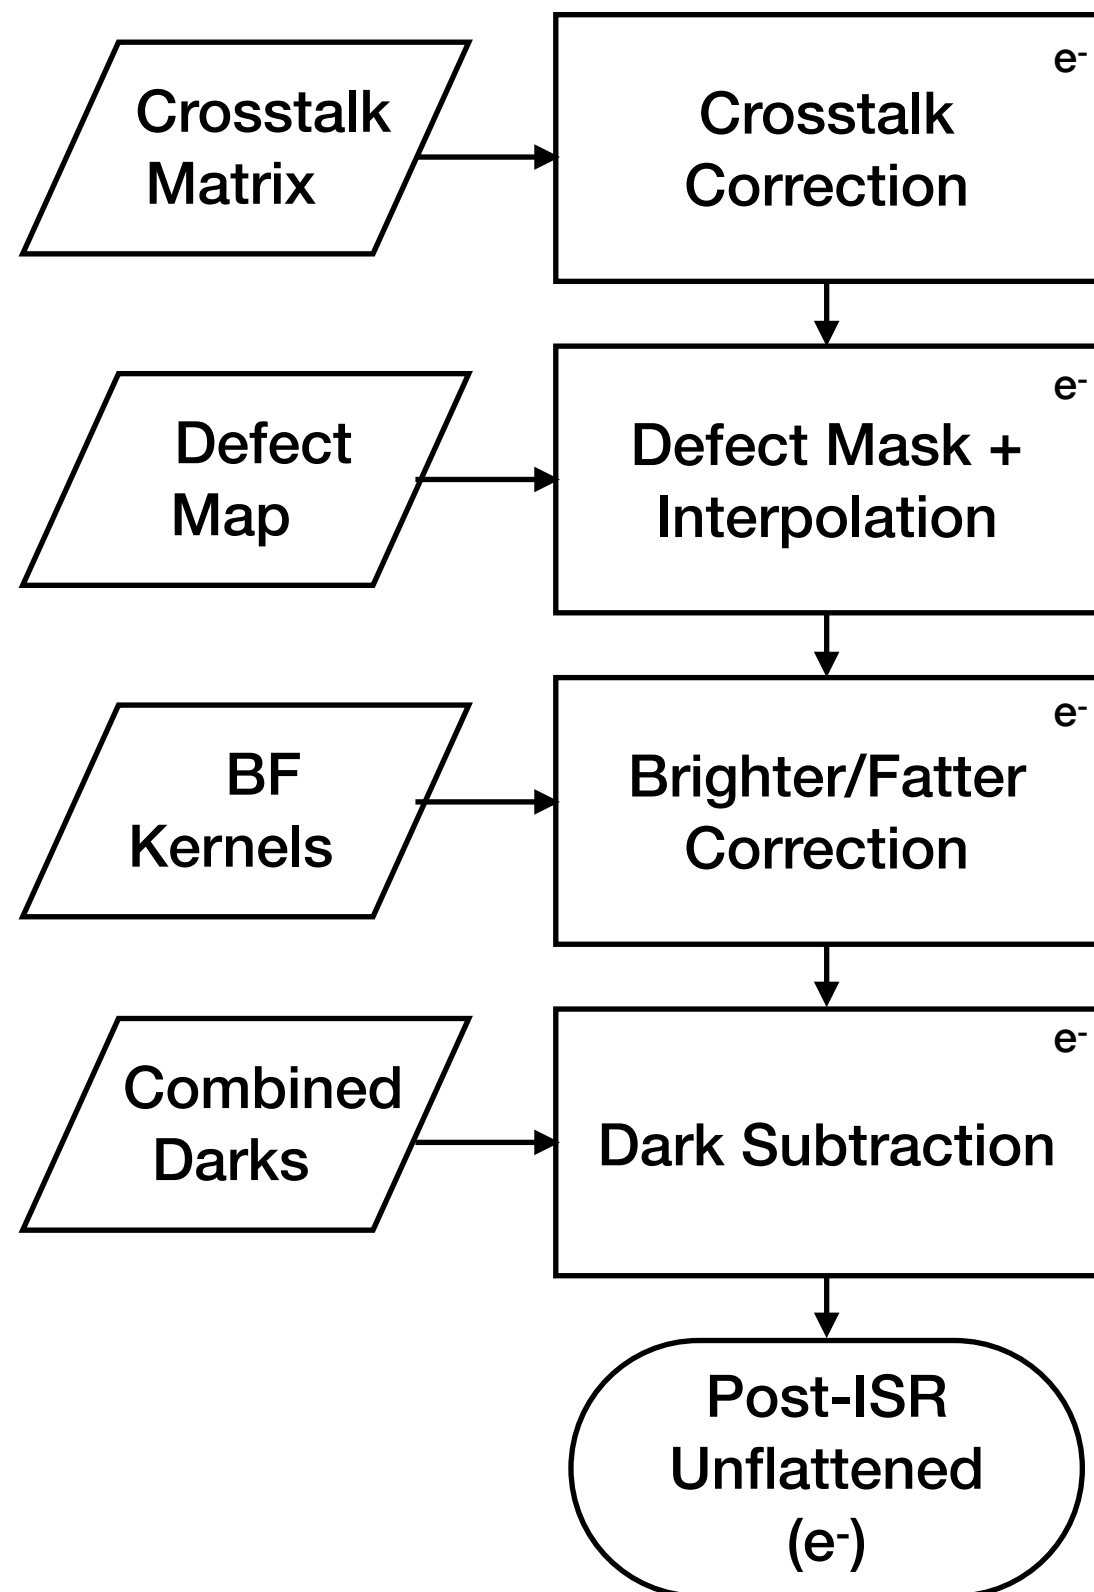 Crosstalk
Matrix
e-
Crosstalk
Correction
Defect
Map
e-
Defect Mask +
Interpolation
BF
Kernels
e-
Brighter/Fatter
Correction
Combined
Darks
e-
Dark Subtraction
Post-ISR
Unflattened
(e-)